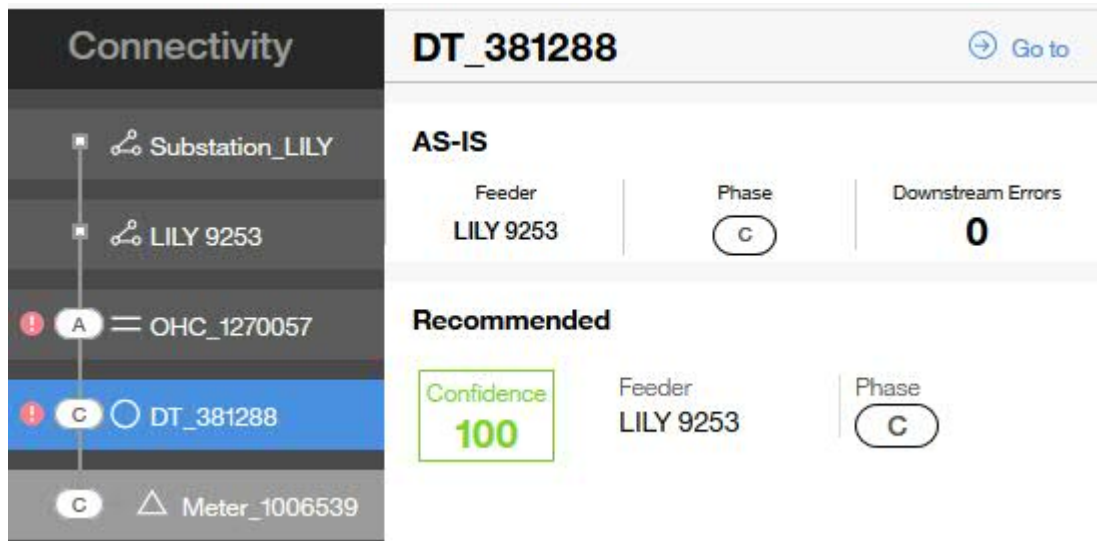 Connectivity
Substation_LILY
LILY 9253
! A OHC_1270057
! C DT_381288
C Meter_1006539
DT_381288 Go to
AS-IS
Feeder Phase Downstream Errors
LILY 9253 C 0
Recommended
Confidence Feeder Phase
100 LILY 9253 C